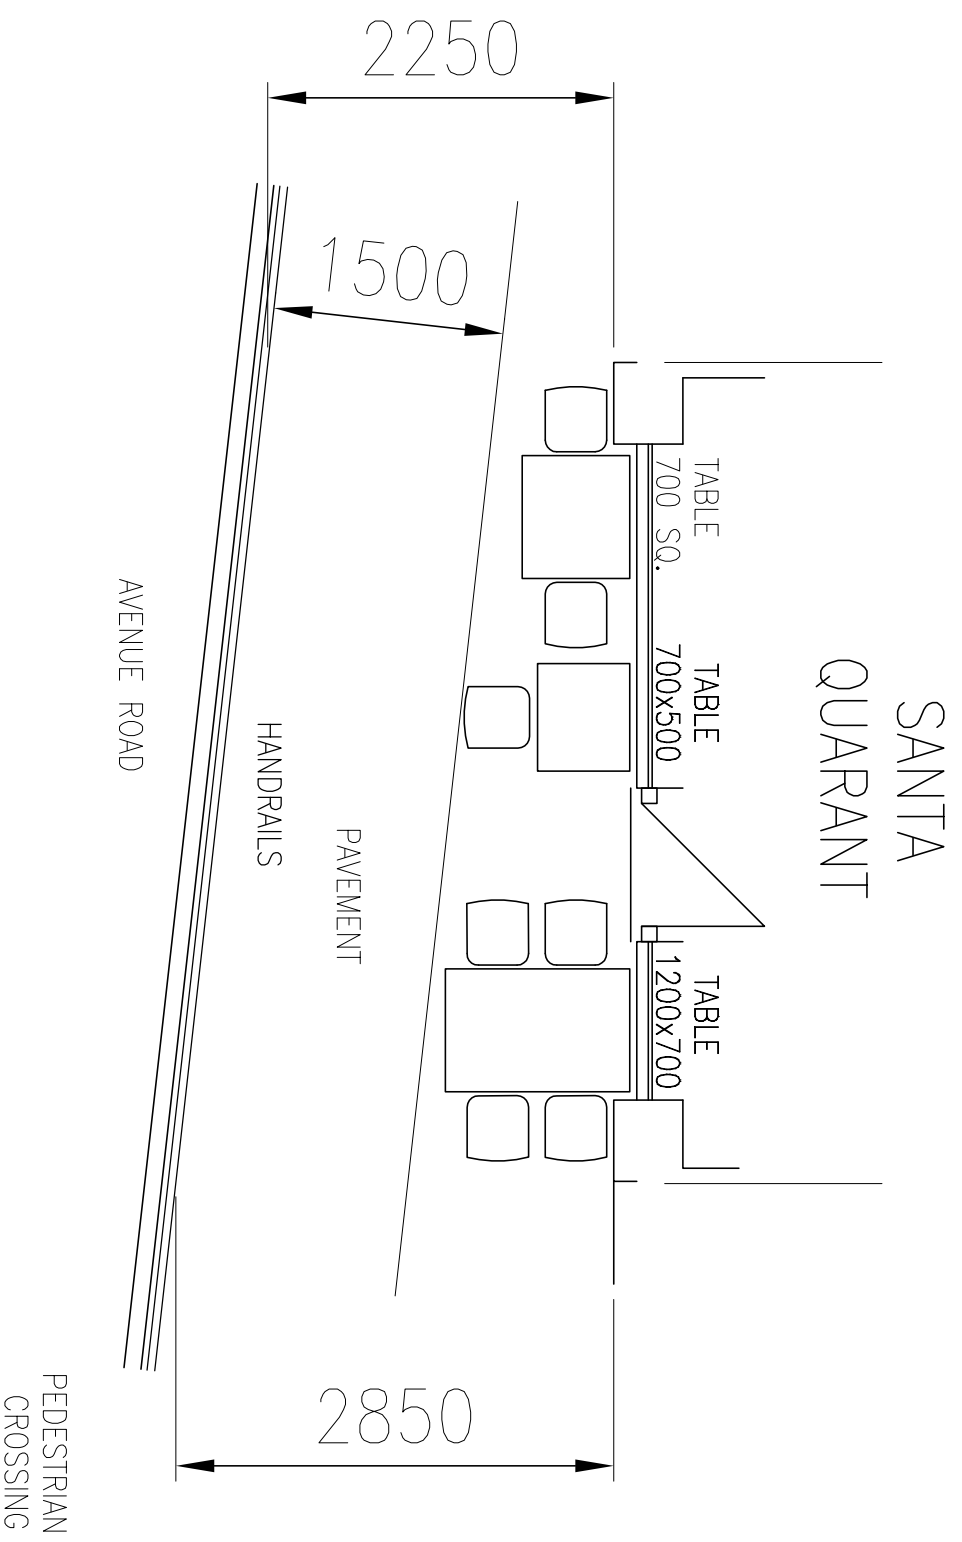 SANTA
QUARANT
TABLE
700 SQ.
TABLE
700x500
TABLE
1200x700
2250
1500
2850
PAVEMENT
HANDRAILS
AVENUE ROAD
PEDESTRIAN
CROSSING